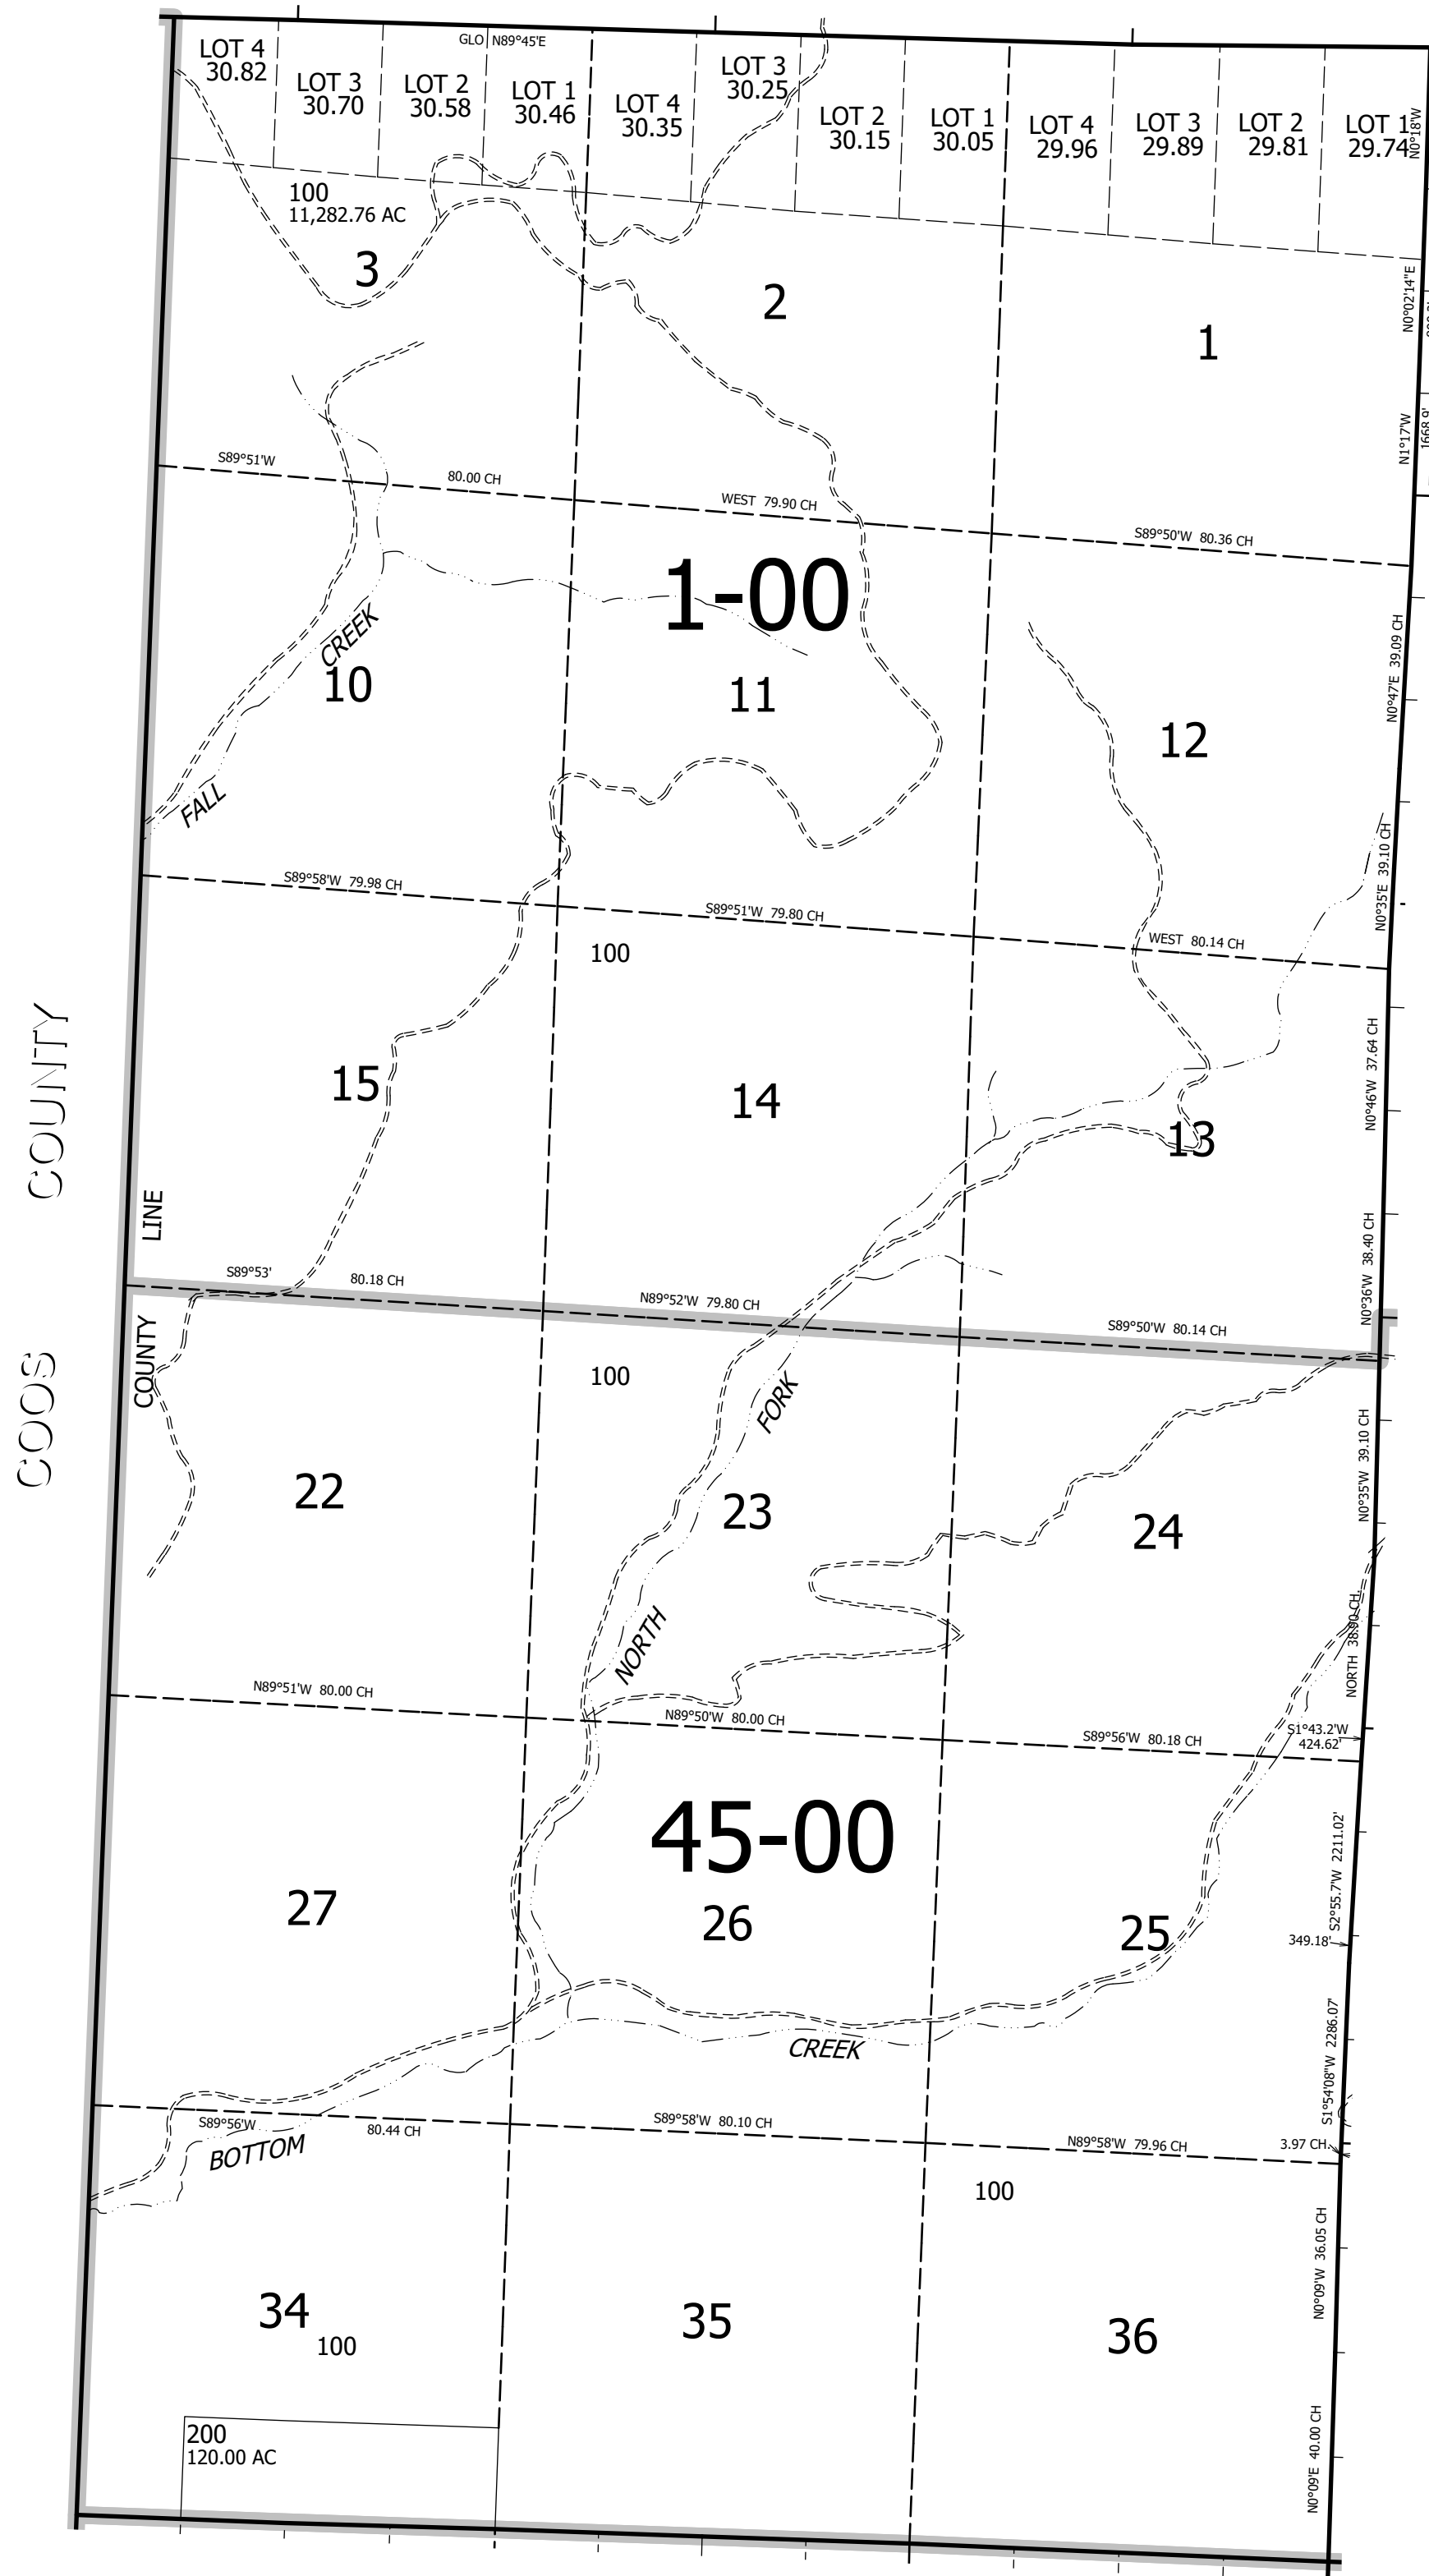 GLO N89°45'E
LOT 4
30.82
LOT 3
30.70
LOT 2
30.58
LOT 1
30.46
LOT 4
30.35
LOT 3
30.25
LOT 2
30.15
LOT 1
30.05
LOT 4
29.96
LOT 3
29.89
LOT 2
29.81
LOT 1
29.74
N0°18'W
100
11,282.76 AC
3
2
1
N0°02'14"E
N1°17'W
1668.9'
S89°51'W
80.00 CH
WEST 79.90 CH
S89°50'W 80.36 CH
1-00
CREEK
10
11
12
N0°47'E 39.09 CH
FALL
N0°35'E 39.10 CH
S89°58'W 79.98 CH
S89°51'W 79.80 CH
WEST 80.14 CH
100
COUNTY
15
14
13
N0°46'W 37.64 CH
LINE
N0°36'W 38.40 CH
S89°53'
80.18 CH
N89°52'W 79.80 CH
S89°50'W 80.14 CH
COUNTY
100
COOS
FORK
N0°35'W 39.10 CH
22
23
24
NORTH
NORTH 38.90 CH.
N89°51'W 80.00 CH
N89°50'W 80.00 CH
S89°56'W 80.18 CH
S1°43.2'W
424.62'
45-00
S2°55.7'W 2211.02'
27
26
25
349.18'
CREEK
S1°54'08"W 2286.07'
S89°56'W
80.44 CH
S89°58'W 80.10 CH
N89°58'W 79.96 CH
3.97 CH.
BOTTOM
100
N0°09'W 36.05 CH
34
35
36
100
200
120.00 AC
N0°09'E 40.00 CH